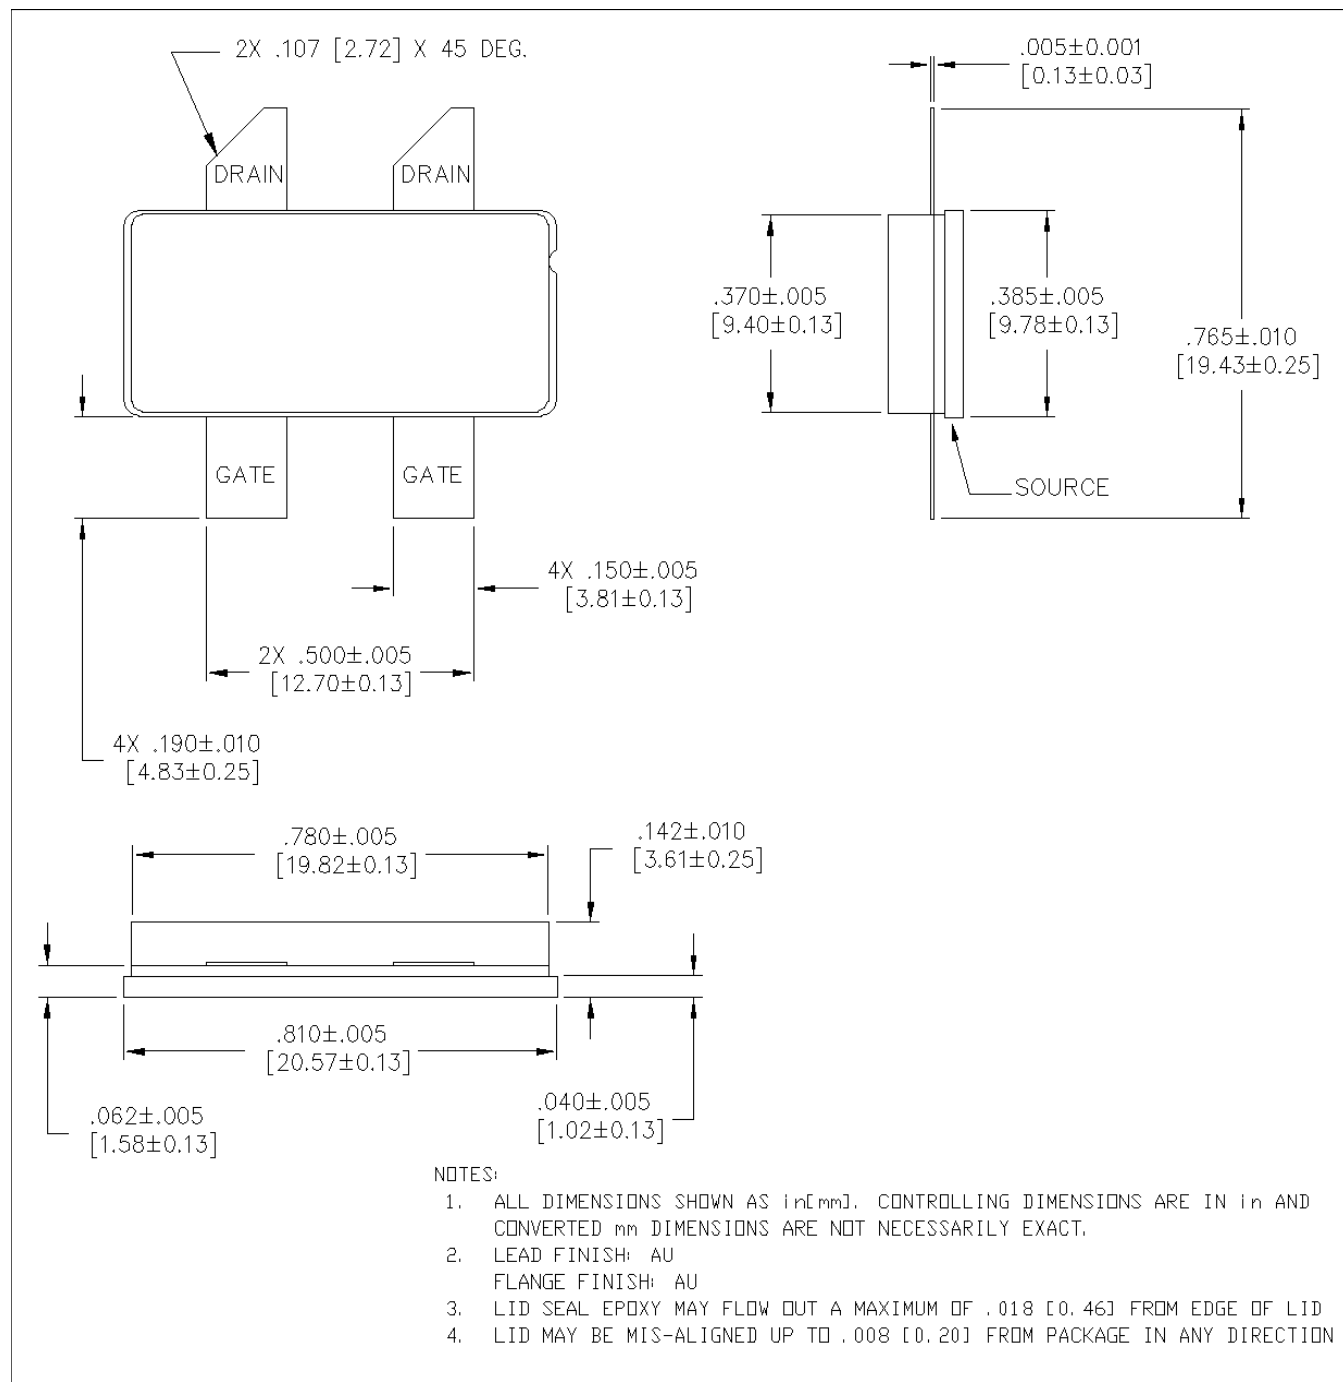 2X .107 [2.72] X 45 DEG.
.005±0.001
[0.13±0.03]
DRAIN
DRAIN
.370±.005
[9.40±0.13]
.385±.005
[9.78±0.13]
.765±.010
[19.43±0.25]
GATE
GATE
SOURCE
4X .150±.005
[3.81±0.13]
2X .500±.005
[12.70±0.13]
4X .190±.010
[4.83±0.25]
.780±.005
[19.82±0.13]
.142±.010
[3.61±0.25]
.810±.005
[20.57±0.13]
.062±.005
[1.58±0.13]
.040±.005
[1.02±0.13]
NOTES:
1. ALL DIMENSIONS SHOWN AS in[mm]. CONTROLLING DIMENSIONS ARE IN in AND
CONVERTED mm DIMENSIONS ARE NOT NECESSARILY EXACT.
2. LEAD FINISH: AU
FLANGE FINISH: AU
3. LID SEAL EPOXY MAY FLOW OUT A MAXIMUM OF .018 [0.46] FROM EDGE OF LID
4. LID MAY BE MIS-ALIGNED UP TO .008 [0.20] FROM PACKAGE IN ANY DIRECTION